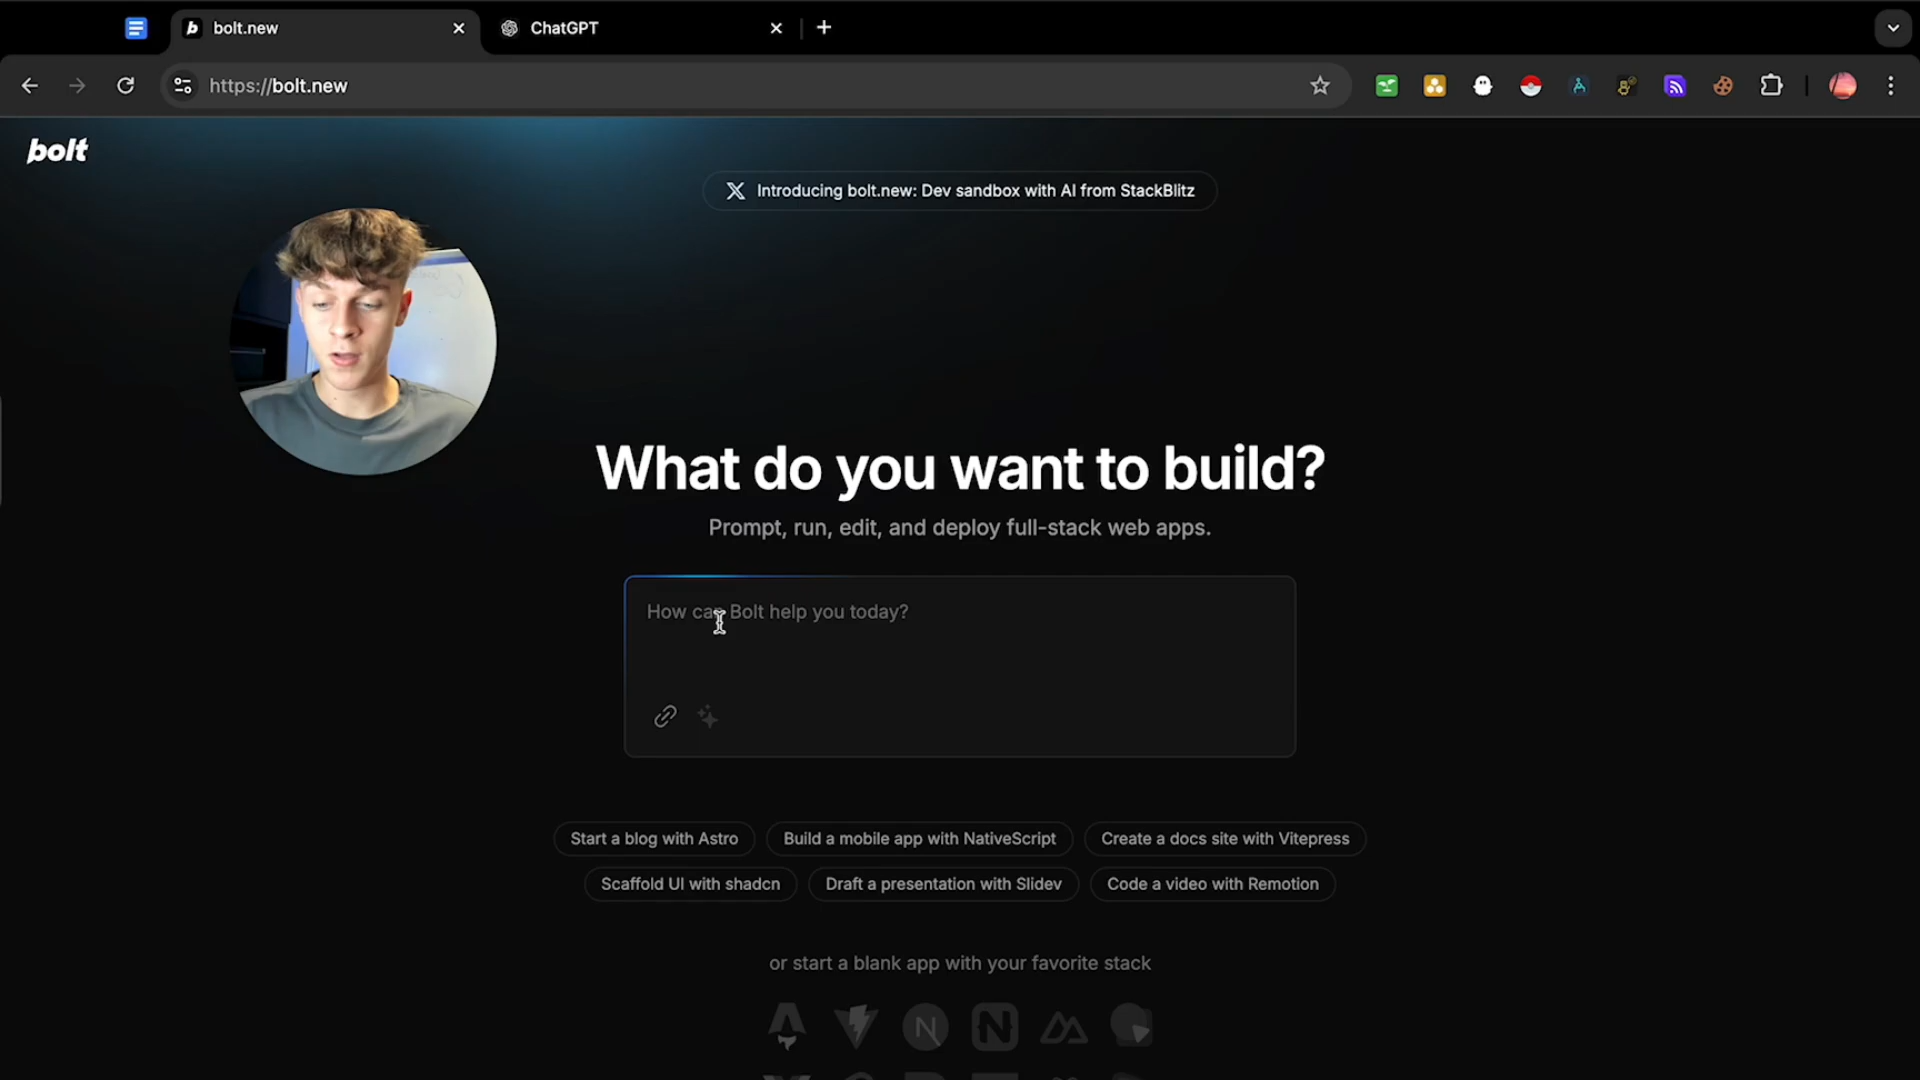 bolt.new
ChatGPT
https://bolt.new
bolt
Introducing bolt.new: Dev sandbox with AI from StackBlitz
What do you want to build?
Prompt, run, edit, and deploy full-stack web apps.
How can Bolt help you today?
Start a blog with Astro
Build a mobile app with NativeScript
Create a docs site with Vitepress
Scaffold UI with shadcn
Draft a presentation with Slidev
Code a video with Remotion
or start a blank app with your favorite stack